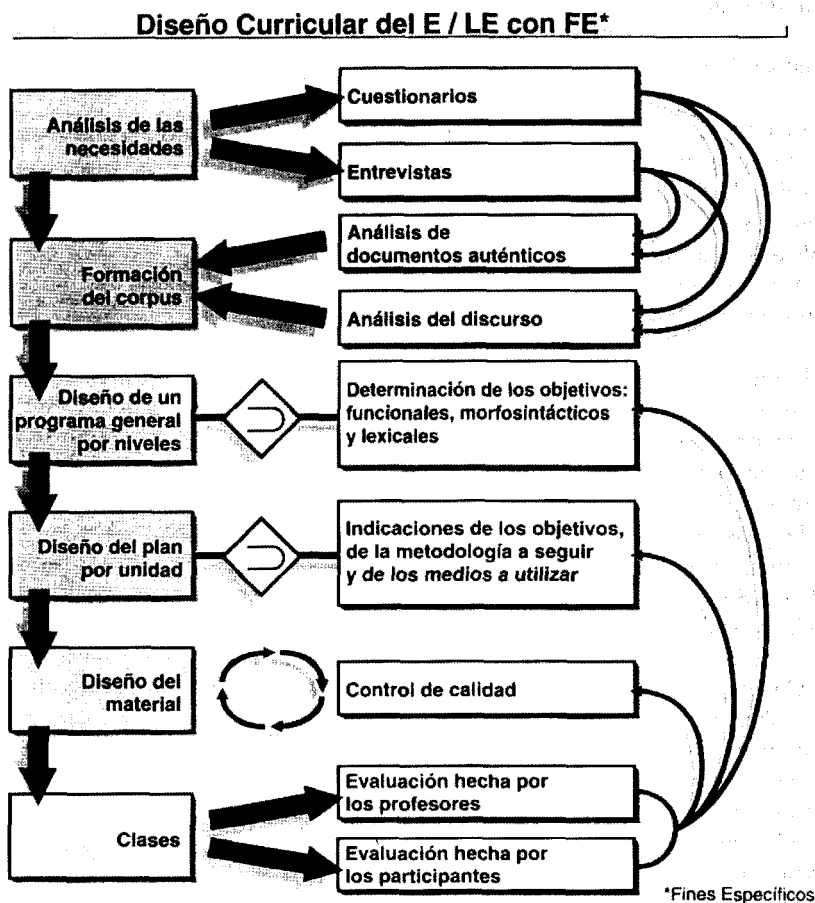 Diseño Curricular del E / LE con FE*
Análisis de las
necesidades
Cuestionarios
Entrevistas
Formación
del corpus
Análisis de
documentos auténticos
Análisis del discurso
Diseño de un
programa general
por niveles
Determinación de los objetivos:
funcionales, morfosintácticos
y lexicales
Diseño del plan
por unidad
Indicaciones de los objetivos,
de la metodología a seguir
y de los medios a utilizar
Diseño del
material
Control de calidad
Clases
Evaluación hecha por
los profesores
Evaluación hecha por
los participantes
*Fines Específicos